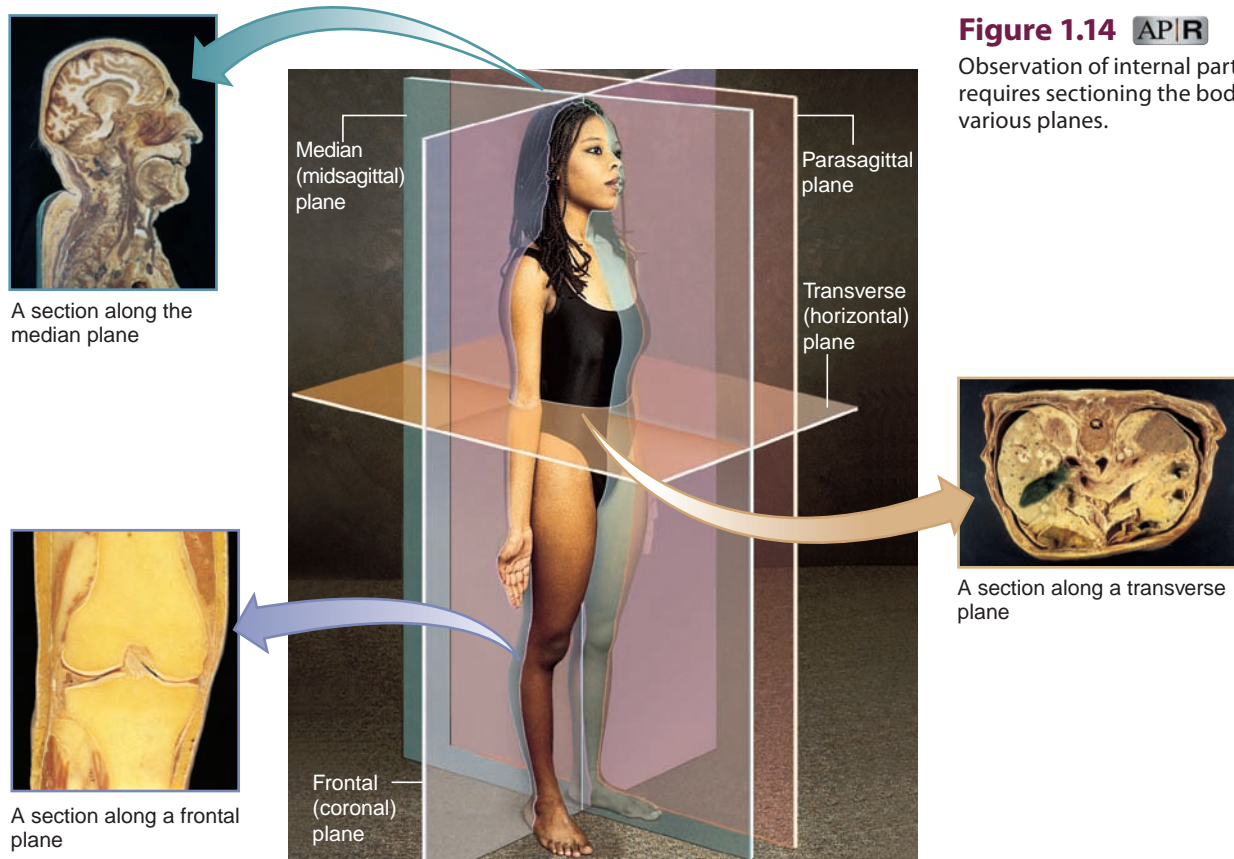 Figure 1.14 AP|R
Observation of internal part
requires sectioning the bod
various planes.
Median
(midsagittal)
plane
Parasagittal
plane
Transverse
(horizontal)
plane
Frontal
(coronal)
plane
A section along the
median plane
A section along a transverse
plane
A section along a frontal
plane